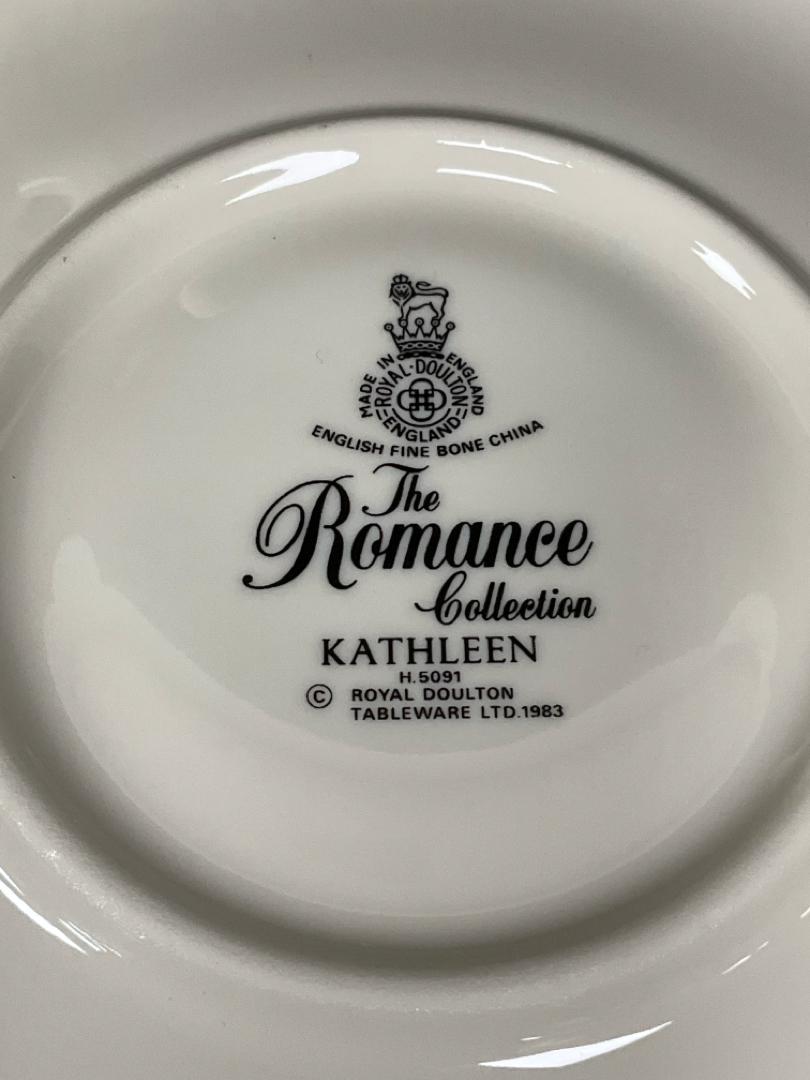 MADE IN ENGLAND
ROYAL·DOULTON
ENGLAND
ENGLISH FINE BONE CHINA
The
Romance
Collection
KATHLEEN
H.5091
© ROYAL DOULTON
TABLEWARE LTD.1983